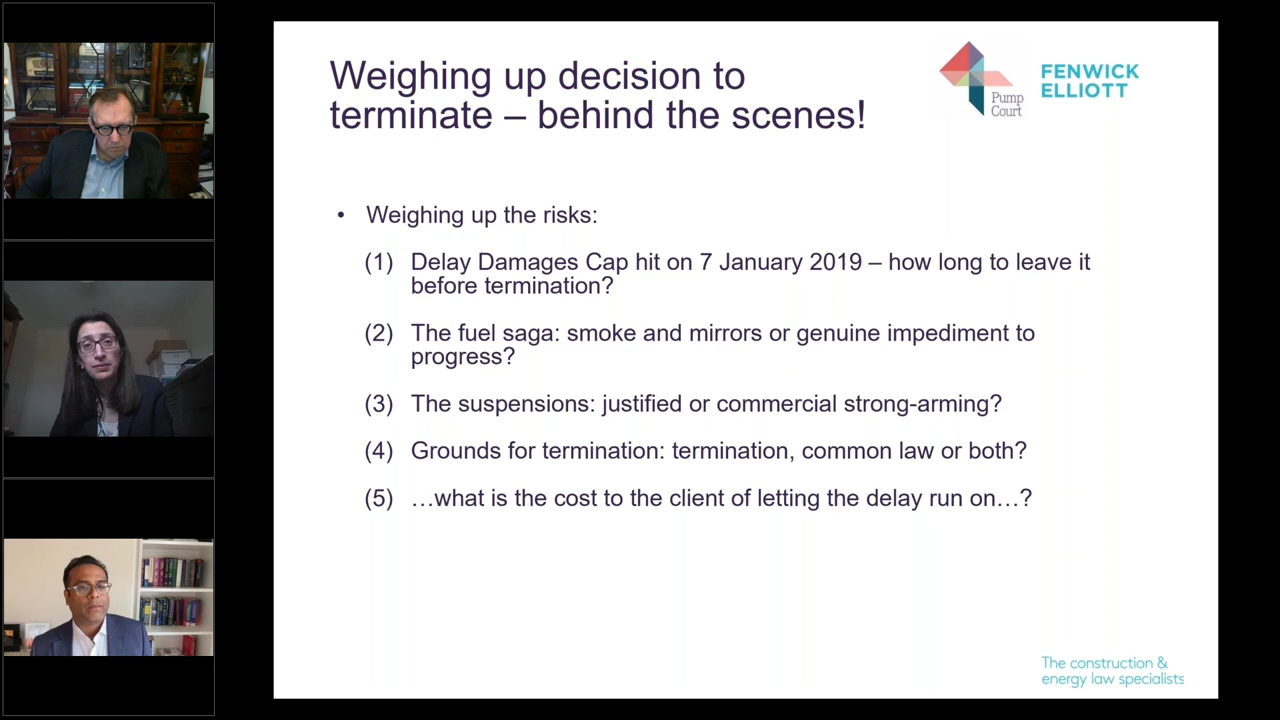 Weighing up decision to
terminate – behind the scenes!
Pump
Court
FENWICK
ELLIOTT
• Weighing up the risks:
(1) Delay Damages Cap hit on 7 January 2019 – how long to leave it
before termination?
(2) The fuel saga: smoke and mirrors or genuine impediment to
progress?
(3) The suspensions: justified or commercial strong-arming?
(4) Grounds for termination: termination, common law or both?
(5) …what is the cost to the client of letting the delay run on…?
The construction &
energy law specialists